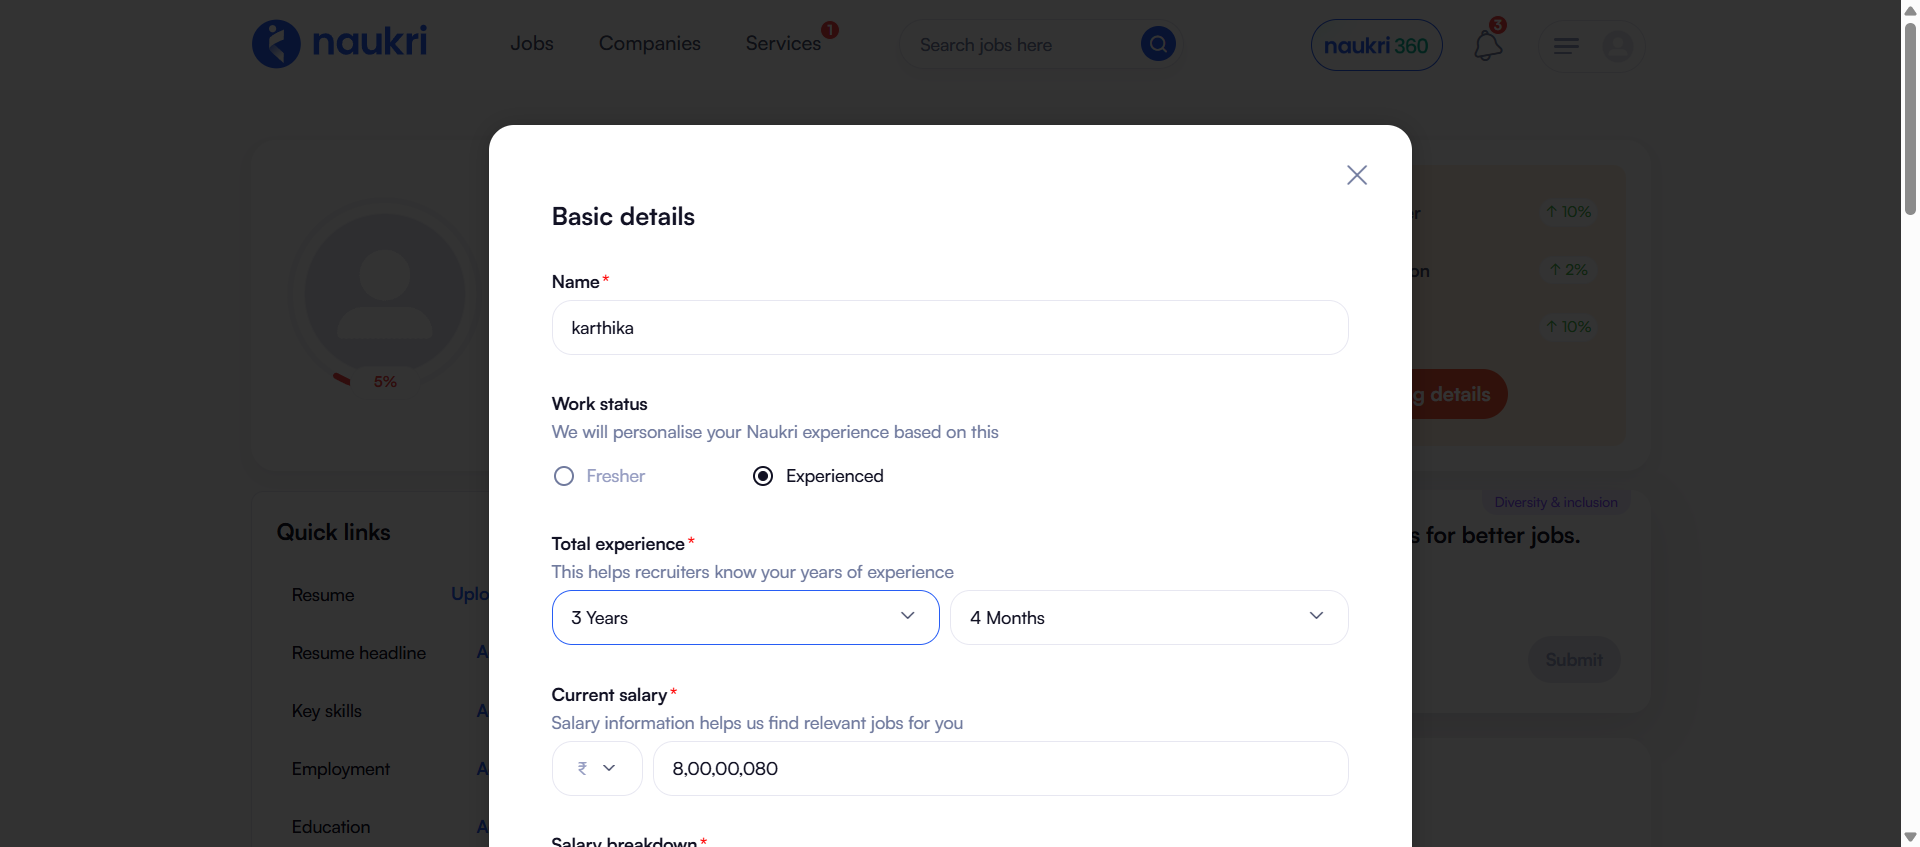 naukri
Jobs
Companies
Services
1
Search jobs here
naukri 360
3
Basic details
Name*
karthika
Work status
We will personalise your Naukri experience based on this
Fresher
Experienced
Total experience*
This helps recruiters know your years of experience
3 Years
4 Months
Current salary*
Salary information helps us find relevant jobs for you
₹
8,00,00,080
Salary breakdown*
5%
Quick links
Resume
Uplo
Resume headline
A
Key skills
A
Employment
A
Education
A
r
↑ 10%
on
↑ 2%
↑ 10%
g details
Diversity & inclusion
s for better jobs.
Submit